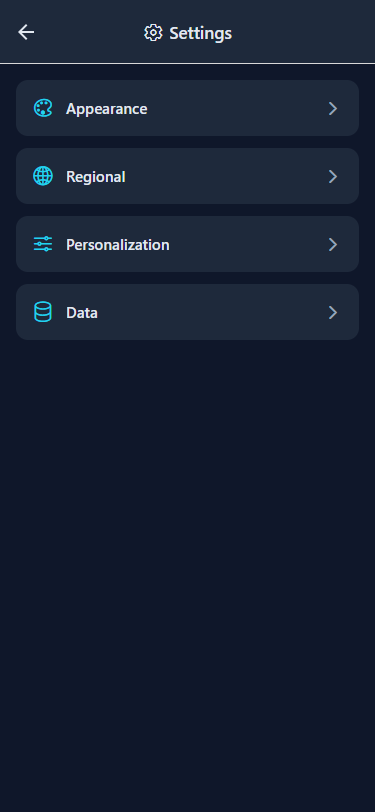 Settings
Appearance
Regional
Personalization
Data